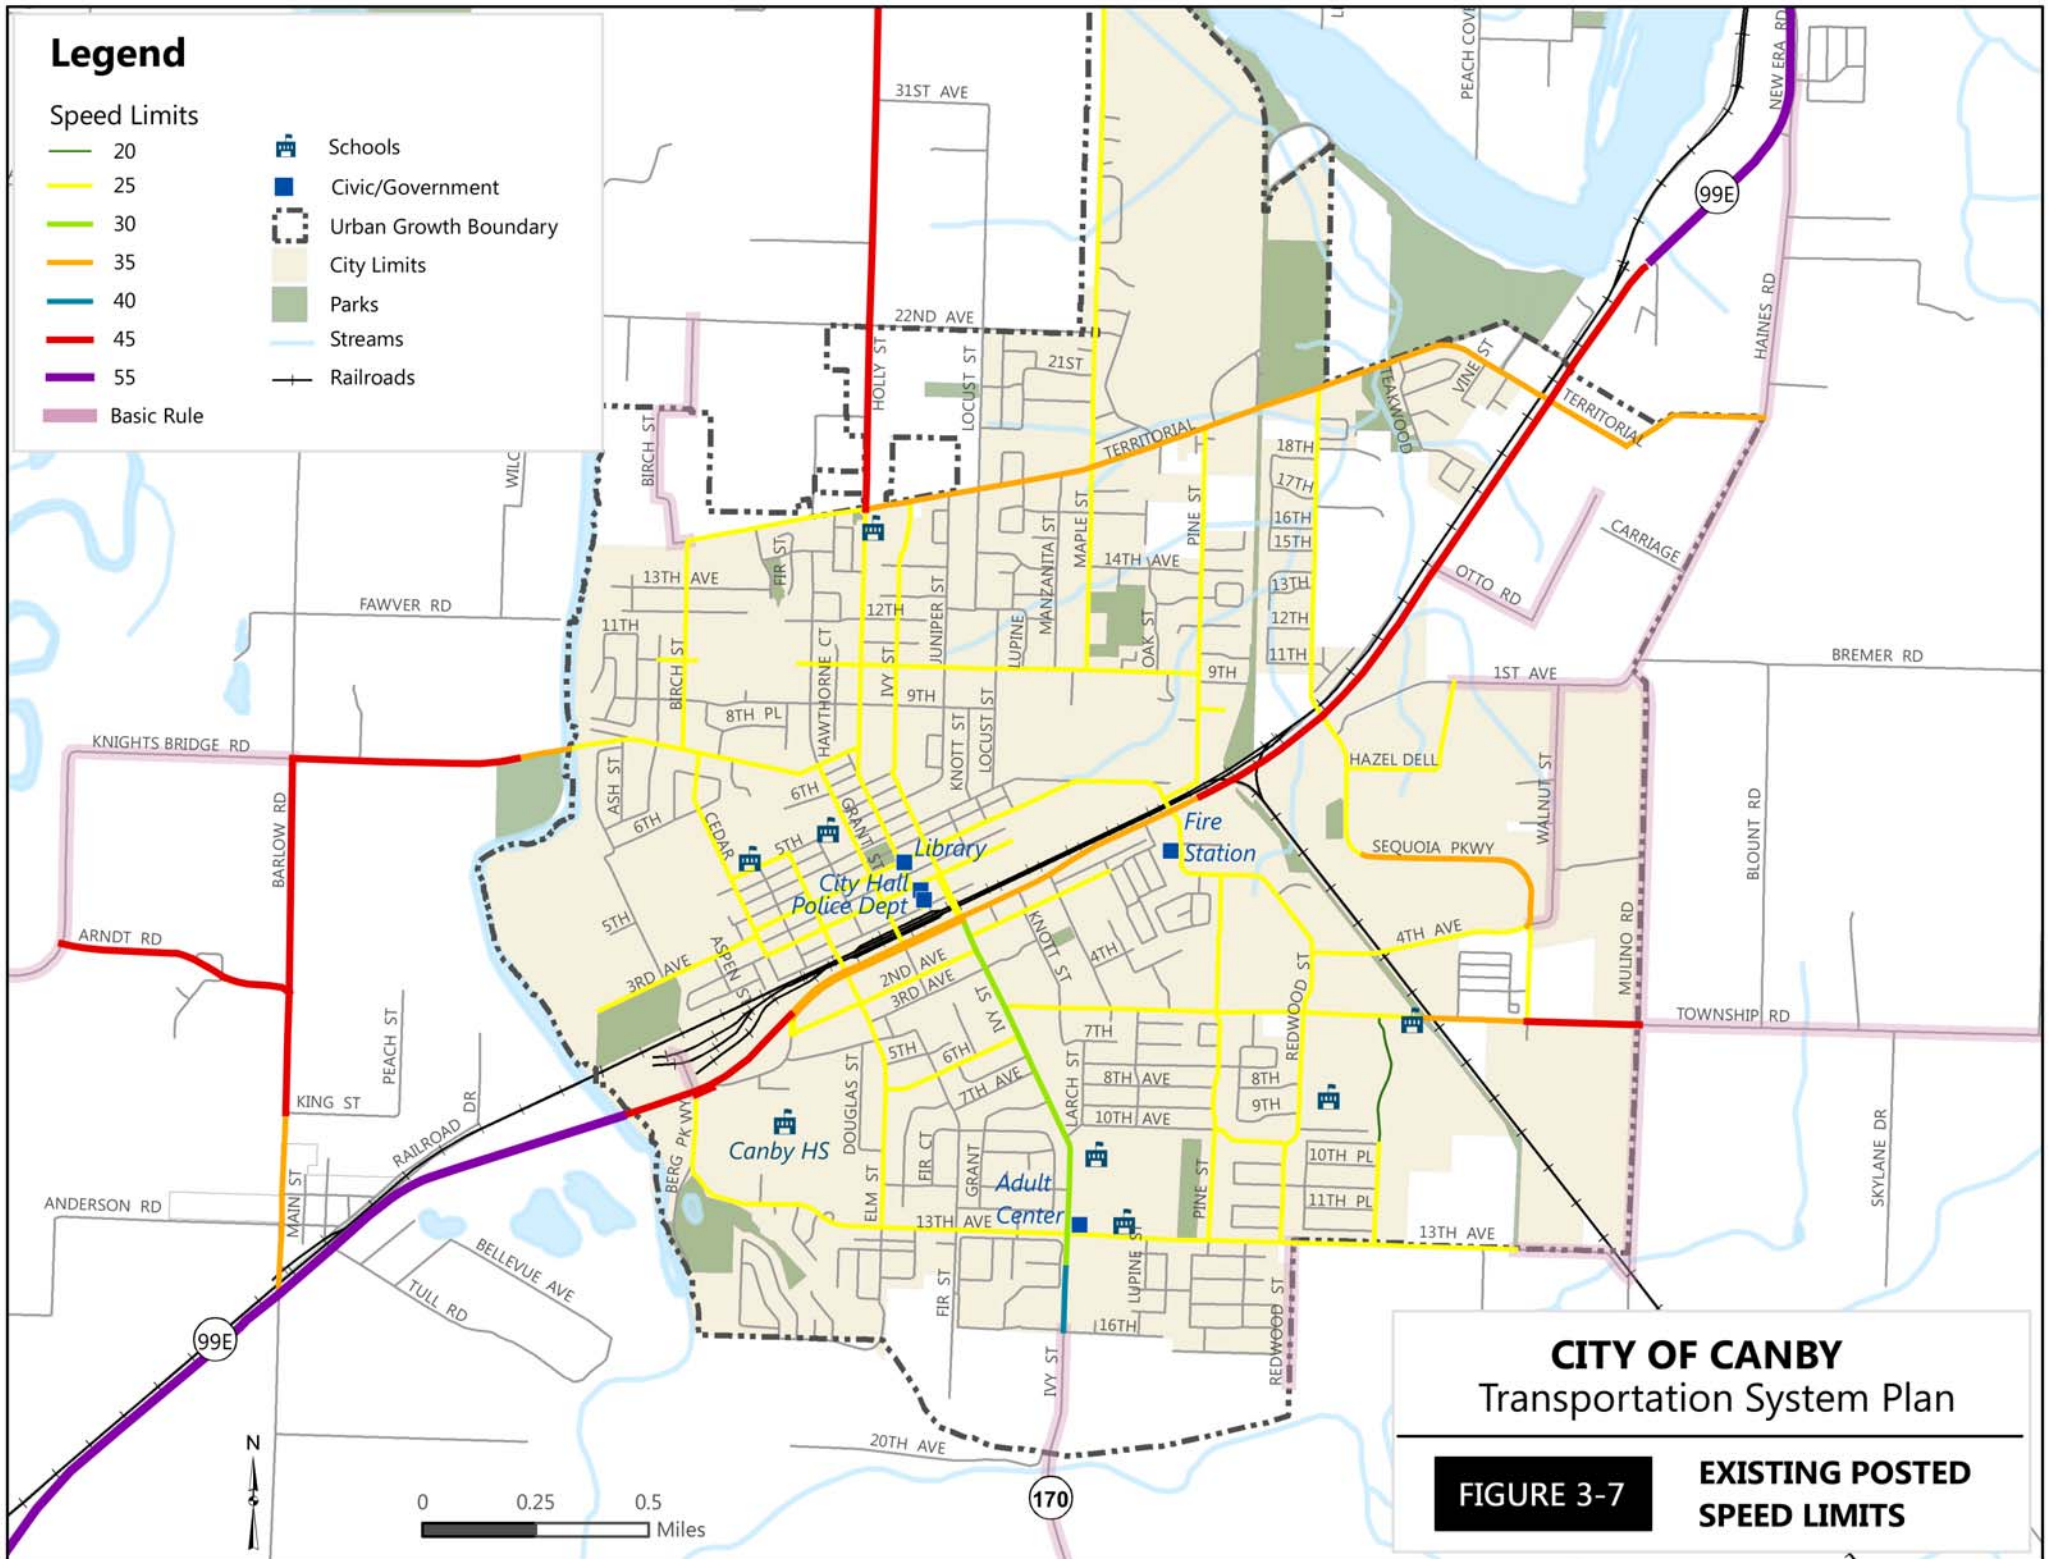 Legend
Speed Limits
20
25
30
35
40
45
55
Basic Rule
Schools
Civic/Government
Urban Growth Boundary
City Limits
Parks
Streams
Railroads
31ST AVE
PEACH COV
NEW ERA RD
99E
22ND AVE
HOLLY ST
LOCUST ST
21ST
HAINES RD
VINE ST
TEAKWOOD
TERRITORIAL
TERRITORIAL
BIRCH ST
WILC
18TH
17TH
16TH
15TH
PINE ST
MAPLE ST
MANZANITA ST
14TH AVE
13TH
12TH
11TH
CARRIAGE
OTTO RD
FIR ST
13TH AVE
FAWVER RD
11TH
12TH
JUNIPER ST
LUPINE
OAK ST
BIRCH ST
HAWTHORNE CT
IVY ST
9TH
9TH
1ST AVE
BREMER RD
8TH PL
KNOTT ST
LOCUST ST
KNIGHTS BRIDGE RD
HAZEL DELL
WALNUT ST
BLOUNT RD
BARLOW RD
ASH ST
6TH
6TH
GRANT ST
CEDAR
5TH
Library
City Hall
Police Dept
Fire
Station
SEQUOIA PKWY
5TH
ARNDT RD
3RD AVE
ASPEN ST
2ND AVE
3RD AVE
KNOTT ST
4TH
4TH AVE
REDWOOD ST
MULINO RD
TOWNSHIP RD
PEACH ST
IVY ST
7TH
5TH
6TH
7TH AVE
LARCH ST
8TH AVE
10TH AVE
8TH
9TH
KING ST
RAILROAD DR
BERG PKWY
DOUGLAS ST
Canby HS
FIR CT
GRANT
10TH PL
11TH PL
SKYLANE DR
ANDERSON RD
MAIN ST
ELM ST
Adult
Center
13TH AVE
PINE ST
13TH AVE
BELLEVUE AVE
TULL RD
FIR ST
LUPINE ST
16TH
REDWOOD ST
IVY ST
99E
20TH AVE
170
N
0
0.25
0.5
Miles
CITY OF CANBY
Transportation System Plan
FIGURE 3-7
EXISTING POSTED
SPEED LIMITS